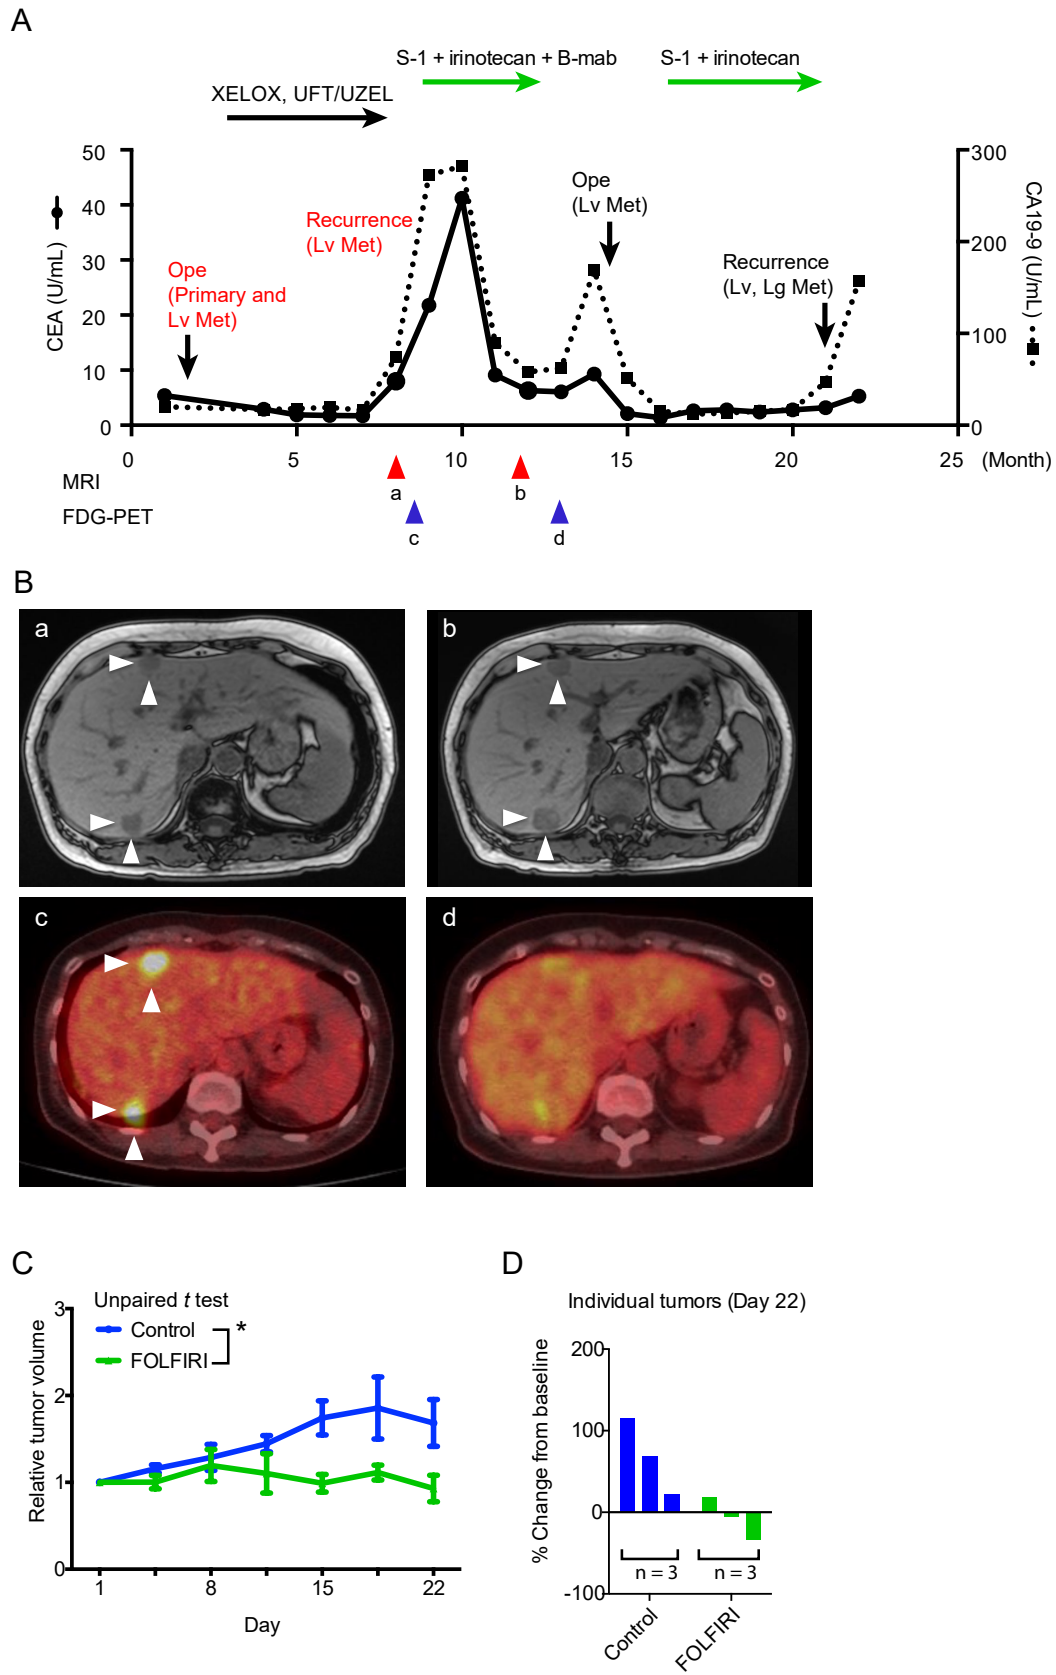 A
S-1 + irinotecan + B-mab
S-1 + irinotecan
XELOX, UFT/UZEL
50
40
30
20
10
0
CEA (U/mL)
300
200
100
0
CA19-9 (U/mL)
Ope
(Primary and
Lv Met)
Recurrence
(Lv Met)
Ope
(Lv Met)
Recurrence
(Lv, Lg Met)
0 5 10 15 20 25 (Month)
MRI
a b
FDG-PET
c d
B
a b
c d
C
Unpaired t test
Control
FOLFIRI
*
3
2
1
0
Relative tumor volume
1 8 15 22
Day
D
Individual tumors (Day 22)
200
100
0
-100
% Change from baseline
n = 3 n = 3
Control FOLFIRI